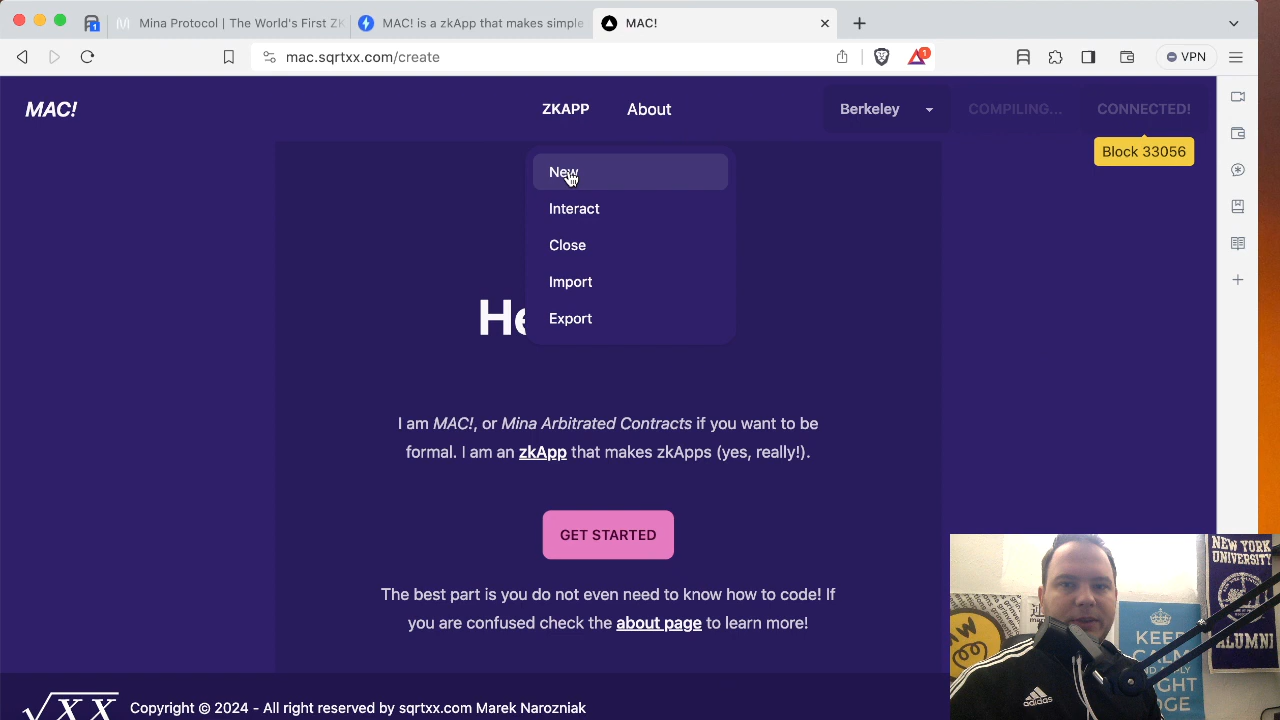 Mina Protocol | The World's First ZK
MAC! is a zkApp that makes simple
MAC!
1
mac.sqrtxx.com/create
1
VPN
MAC!
ZKAPP
About
Berkeley
COMPILING...
CONNECTED!
Block 33056
New
Interact
Close
Import
Export
He
I am MAC!, or Mina Arbitrated Contracts if you want to be
formal. I am an zkApp that makes zkApps (yes, really!).
GET STARTED
The best part is you do not even need to know how to code! If
you are confused check the about page to learn more!
√XX Copyright © 2024 - All right reserved by sqrtxx.com Marek Narozniak
NEW YORK
UNIVERSITY
ALUMNI
KEEP
CALM